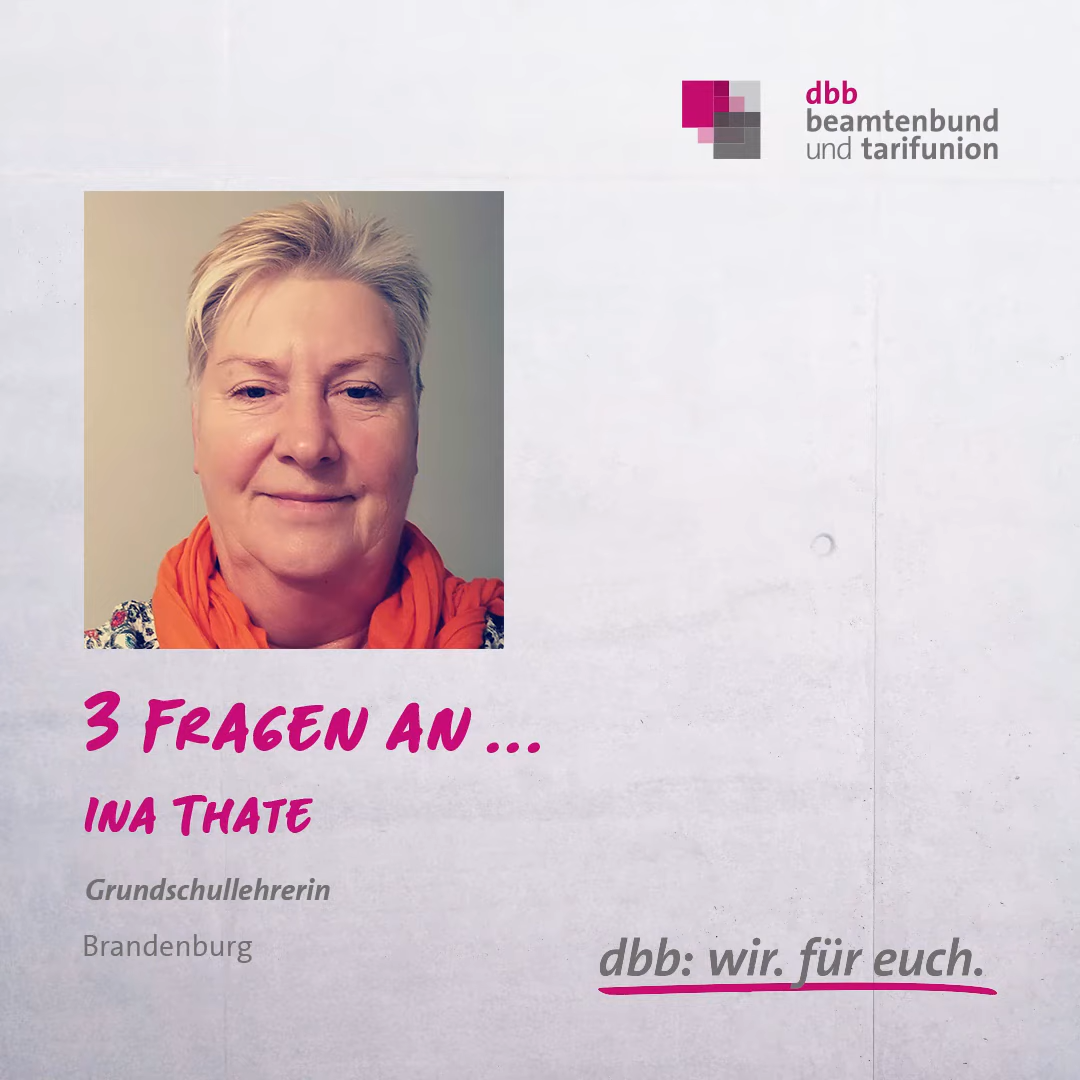 dbb
beamtenbund
und tarifunion
3 FRAGEN AN ...
INA THATE
Grundschullehrerin
Brandenburg
dbb: wir. für euch.